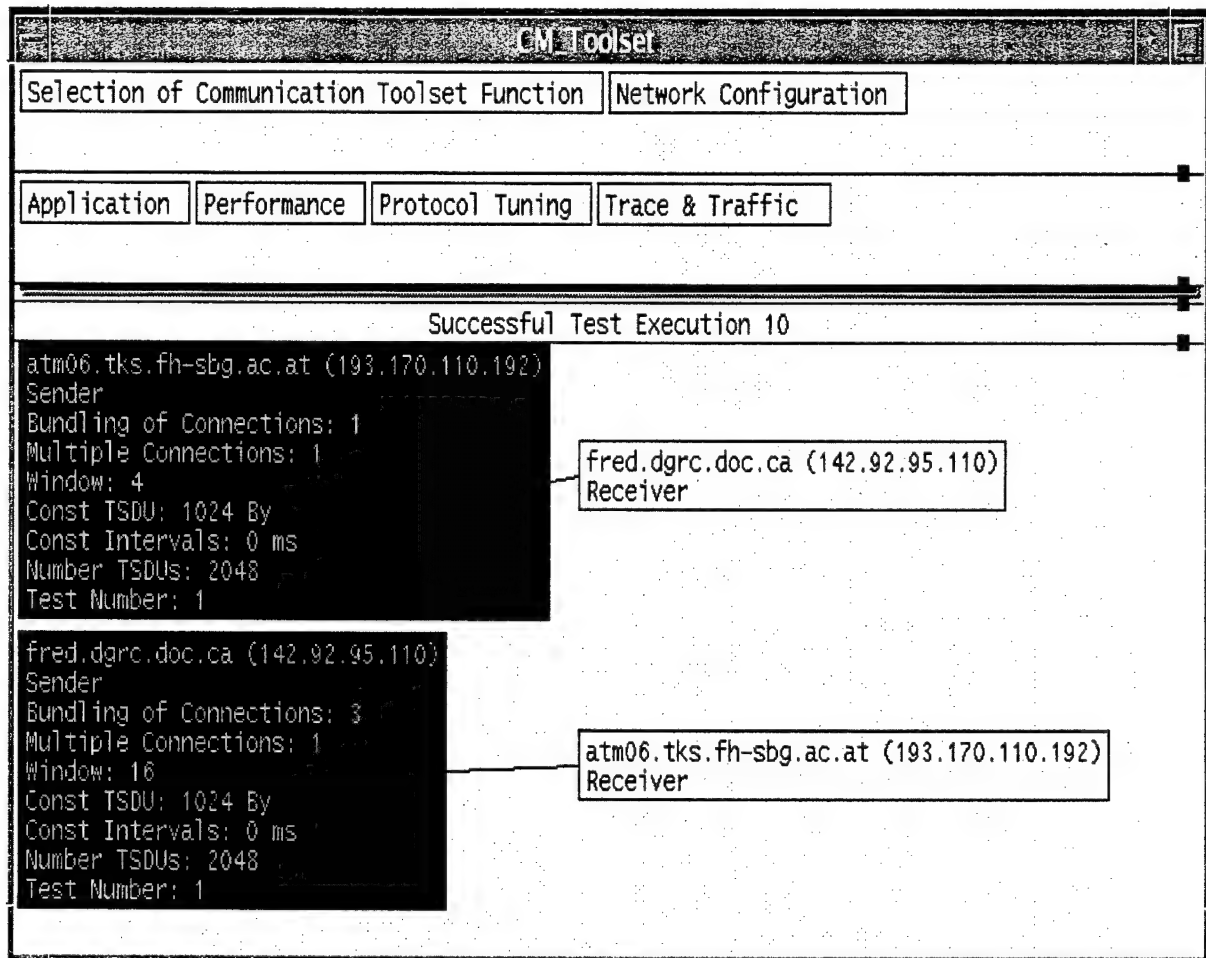 CM_Toolset
Selection of Communication Toolset Function Network Configuration
Application Performance Protocol Tuning Trace & Traffic
Successful Test Execution 10
atm06.tks.fh-sbg.ac.at (193.170.110.192)
Sender
Bundling of Connections: 1
Multiple Connections: 1
Window: 4
Const TSDU: 1024 By
Const Intervals: 0 ms
Number TSDUs: 2048
Test Number: 1
fred.dgrc.doc.ca (142.92.95.110)
Receiver
fred.dgrc.doc.ca (142.92.95.110)
Sender
Bundling of Connections: 3
Multiple Connections: 1
Window: 16
Const TSDU: 1024 By
Const Intervals: 0 ms
Number TSDUs: 2048
Test Number: 1
atm06.tks.fh-sbg.ac.at (193.170.110.192)
Receiver